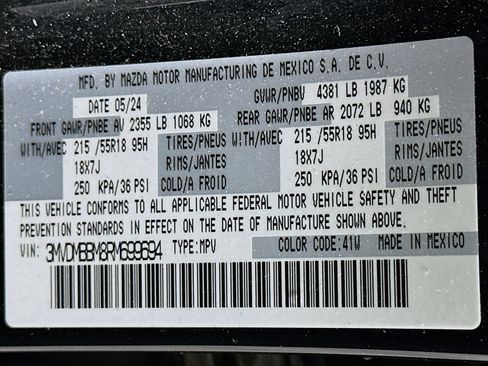 MFD. BY MAZDA MOTOR MANUFACTURING DE MEXICO S.A. DE C.V.
DATE 05/24 GVWR/PNBV 4381 LB 1987 KG
FRONT GAWR/PNBE AV 2355 LB 1068 KG REAR GAWR/PNBE AR 2072 LB 940 KG
WITH/AVEC 215 /55R18 95H TIRES/PNEUS WITH/AVEC 215 /55R18 95H TIRES/PNEUS
18X7J RIMS/JANTES 18X7J RIMS/JANTES
250 KPA/36 PSI COLD/A FROID 250 KPA/36 PSI COLD/A FROID
THIS VEHICLE CONFORMS TO ALL APPLICABLE FEDERAL MOTOR VEHICLE SAFETY AND THEFT
PREVENTION STANDARDS IN EFFECT ON THE DATE OF MANUFACTURE SHOWN ABOVE.
VIN: 3MVDMBBM8RM699694 TYPE:MPV COLOR CODE:41W MADE IN MEXICO